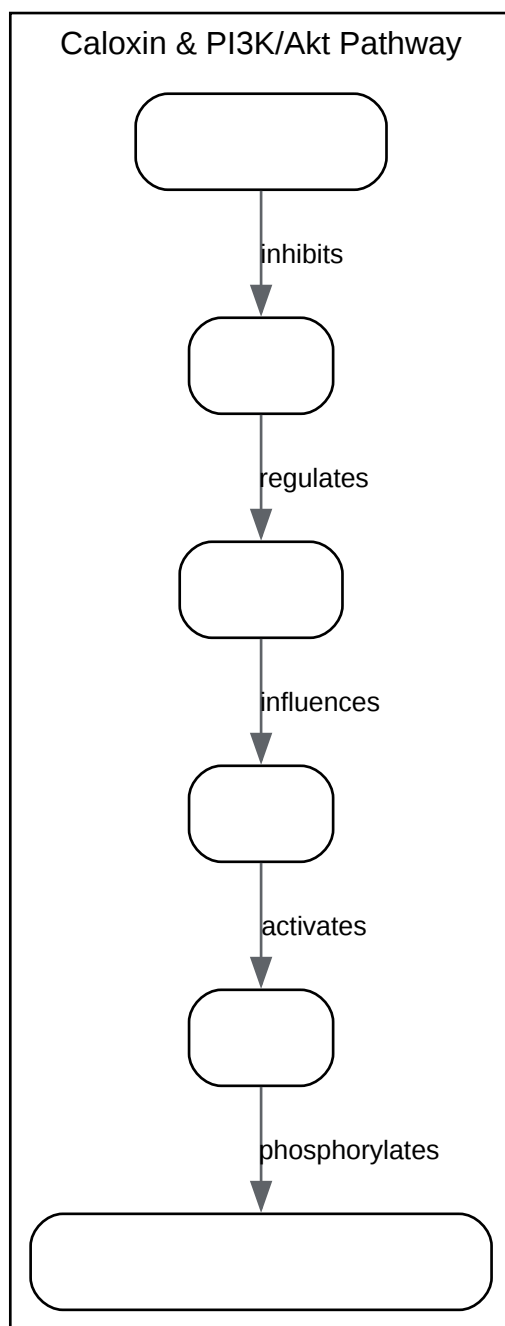 Caloxin & PI3K/Akt Pathway
inhibits
regulates
influences
activates
phosphorylates